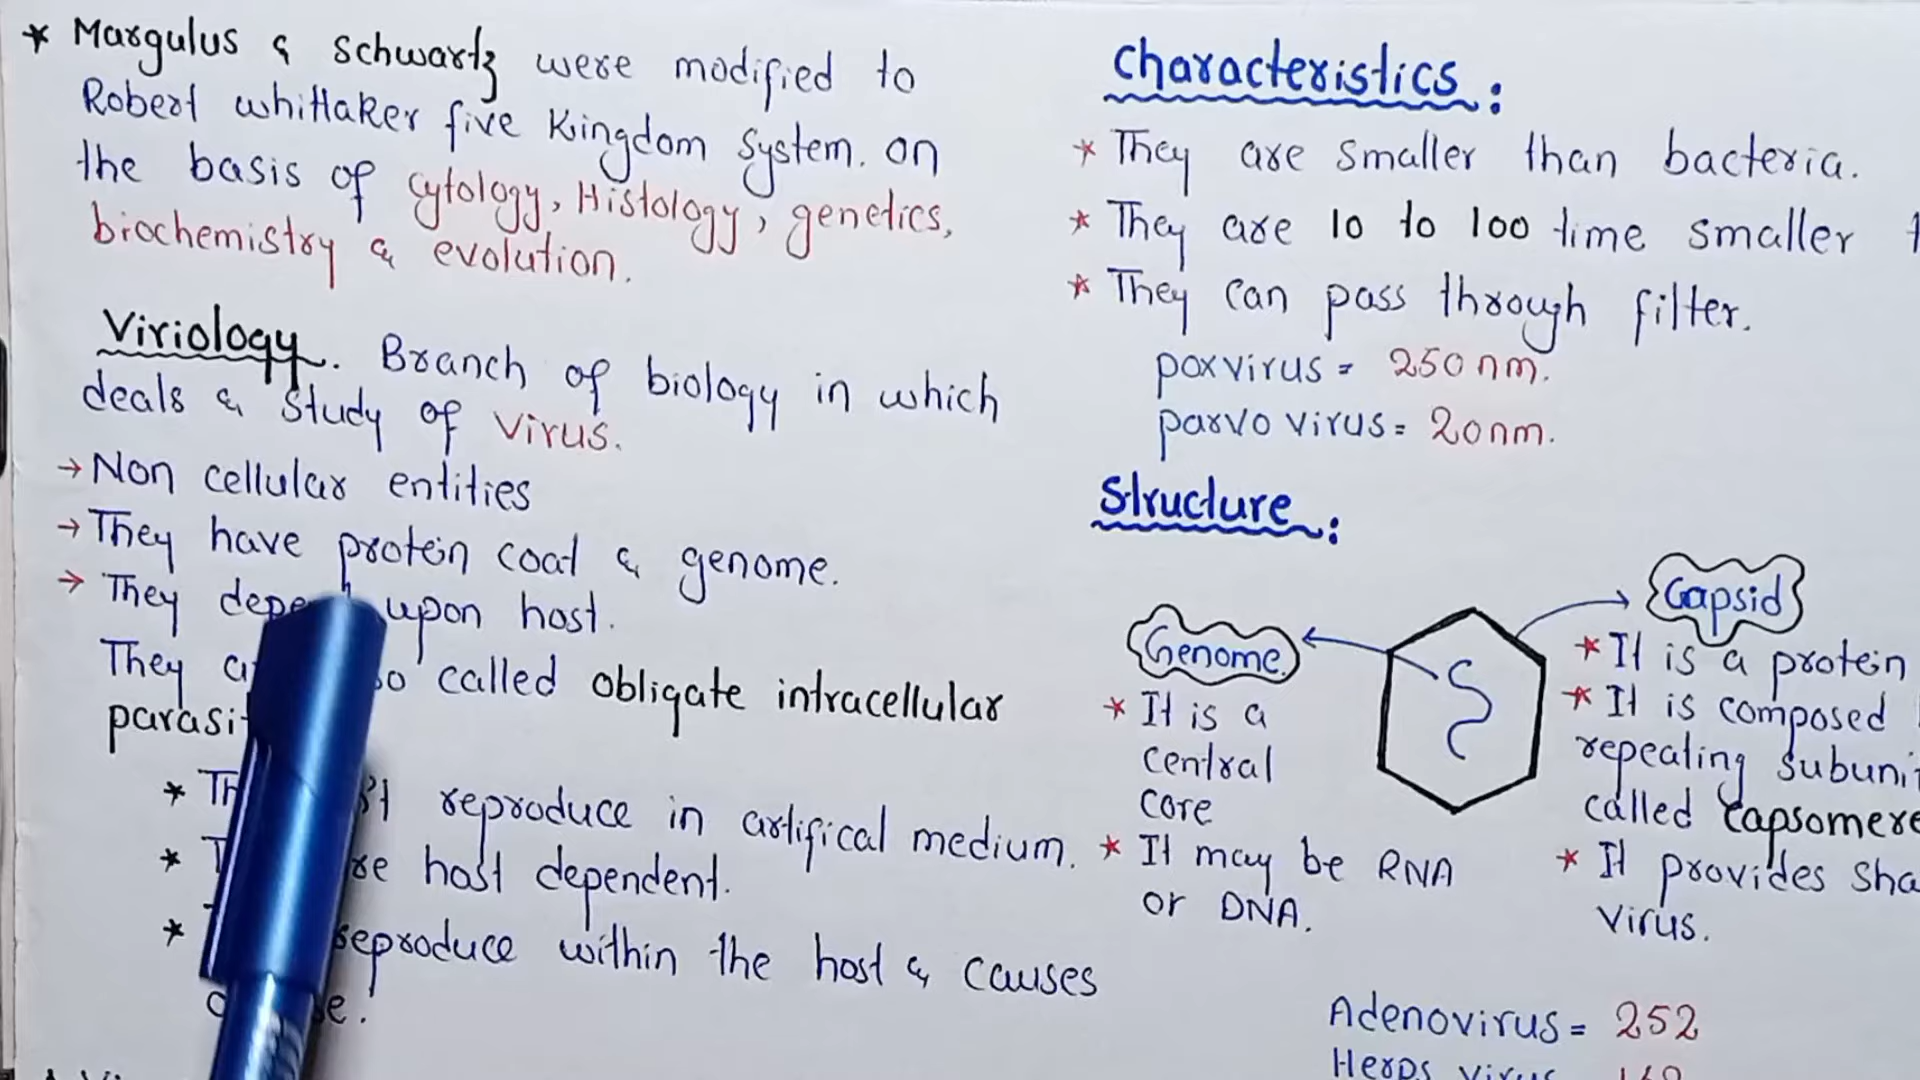 * Margulus & Schwartz were modified to
Robert Whittaker five Kingdom System. on
the basis of cytology, Histology, genetics,
biochemistry & evolution.
Viriology. Branch of biology in which
deals & study of virus.
→ Non cellular entities
→ They have protein coat & genome.
→ They upon host.
They called obligate intracellular
* reproduce in artifical medium.
* host dependent.
* reproduce within the host & causes
Characteristics:
* They are smaller than bacteria.
* They are 10 to 100 time smaller
* They can pass through filter.
poxvirus = 250 nm.
parvo virus = 20nm.
Structure:
Genome
* It is a
central
core
* It may be RNA
or DNA.
Capsid
* It is a protein
* It is composed
repeating
called Capsomere
* It provides
virus.
Adenovirus = 252
Herps virus